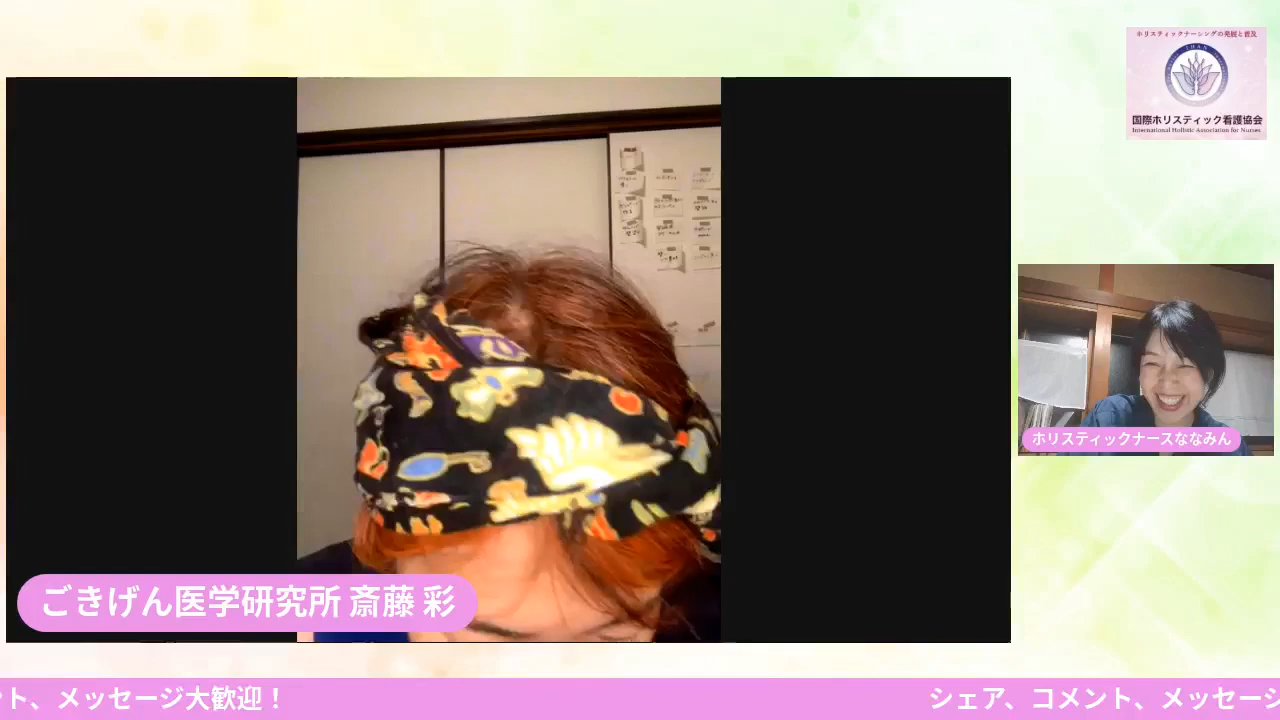 ホリスティックナーシングの発展と普及
IHAN
国際ホリスティック看護協会
International Holistic Association for Nurses
ホリスティックナースななみん
ごきげん医学研究所 斎藤 彩
ント、メッセージ大歓迎！
シェア、コメント、メッセージ